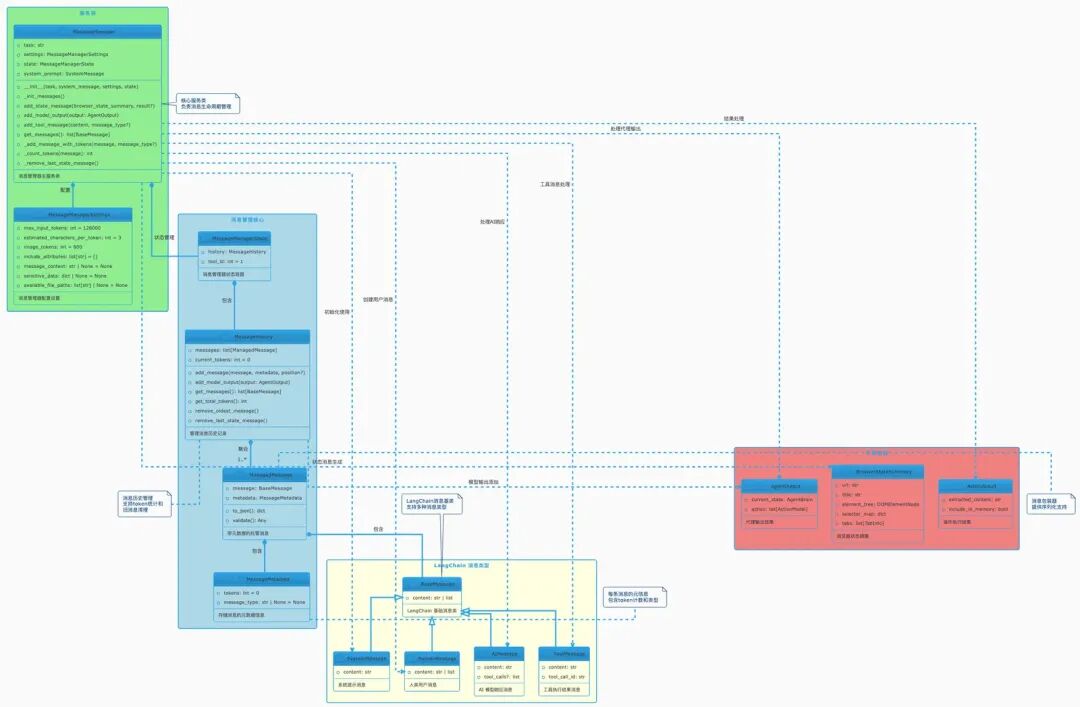 服务层
MessageManager
task: str
settings: MessageManagerSettings
state: MessageManagerState
system_prompt: SystemMessage
__init__(task, system_message, settings, state)
_init_messages()
add_state_message(browser_state_summary, result?)
add_model_output(output: AgentOutput)
add_tool_message(content, message_type?)
get_messages(): list[BaseMessage]
_add_message_with_tokens(message, message_type?)
_count_tokens(message): int
_remove_last_state_message()
消息管理器主服务类
核心服务类
负责消息生命周期管理
配置
MessageManagerSettings
max_input_tokens: int = 128000
estimated_characters_per_token: int = 3
image_tokens: int = 800
include_attributes: list[str] = []
message_context: str | None = None
sensitive_data: dict | None = None
available_file_paths: list[str] | None = None
消息管理器配置设置
状态管理
消息管理核心
MessageManagerState
history: MessageHistory
tool_id: int = 1
消息管理器状态容器
包含
MessageHistory
messages: list[ManagedMessage]
current_tokens: int = 0
add_message(message, metadata, position?)
add_model_output(output: AgentOutput)
get_messages(): list[BaseMessage]
get_total_tokens(): int
remove_oldest_message()
remove_last_state_message()
管理消息历史记录
聚合
1..*
ManagedMessage
message: BaseMessage
metadata: MessageMetadata
to_json(): dict
validate(): Any
带元数据的托管消息
包含
MessageMetadata
tokens: int = 0
message_type: str | None = None
存储消息的元数据信息
消息历史管理
支持token统计和
旧消息清理
结果处理
处理代理输出
工具消息处理
处理AI响应
创建用户消息
初始化使用
状态消息生成
模型输出添加
包含
LangChain消息基类
支持多种消息类型
LangChain 消息类型
BaseMessage
content: str | list
LangChain 基础消息类
SystemMessage
content: str
系统提示消息
HumanMessage
content: str | list
人类用户消息
AIMessage
content: str
tool_calls?: list
AI 模型响应消息
ToolMessage
content: str
tool_call_id: str
工具执行结果消息
每条消息的元信息
包含token计数和类型
AgentOutput
current_state: AgentBrain
action: list[ActionModel]
代理输出结果
BrowserStateSummary
url: str
title: str
element_tree: DOMElementNode
selector_map: dict
tabs: list[TabInfo]
浏览器状态摘要
ActionResult
extracted_content: str
include_in_memory: bool
操作执行结果
消息包装器
提供序列化支持